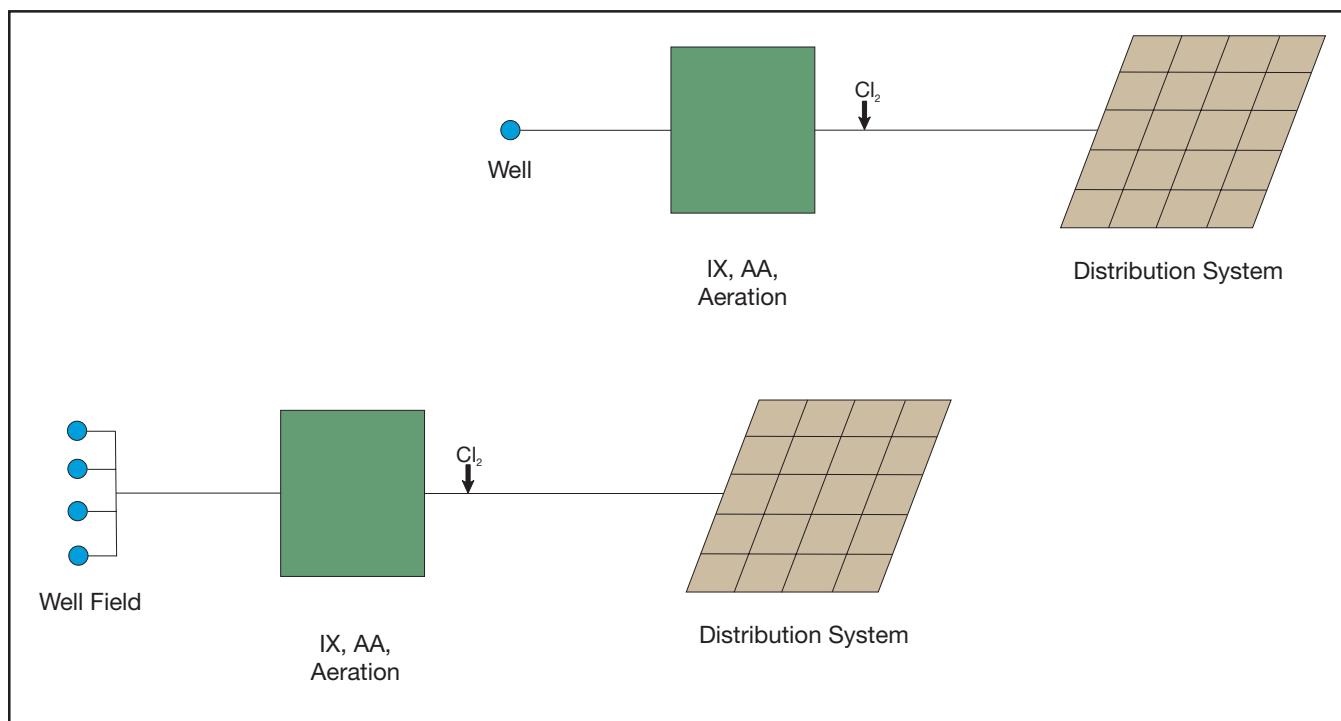 Cl₂
Well
IX, AA,
Aeration
Distribution System
Cl₂
Well Field
IX, AA,
Aeration
Distribution System